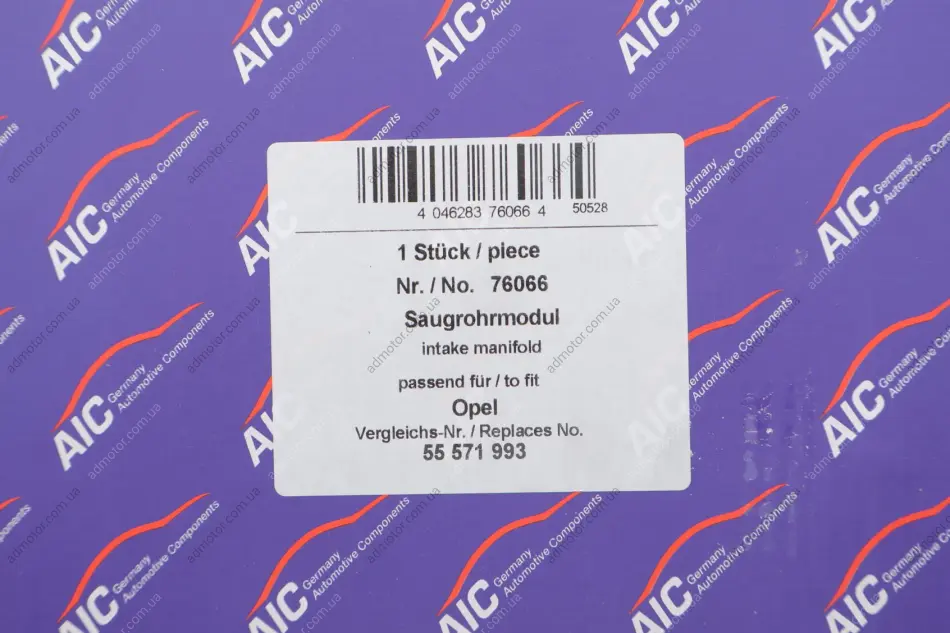 AIC Germany Automotive Components
4 046283 76066 4 50528
1 Stück / piece
Nr. / No. 76066
Saugrohrmodul
intake manifold
passend für / to fit
Opel
Vergleichs-Nr. / Replaces No.
55 571 993
admotor.com.ua